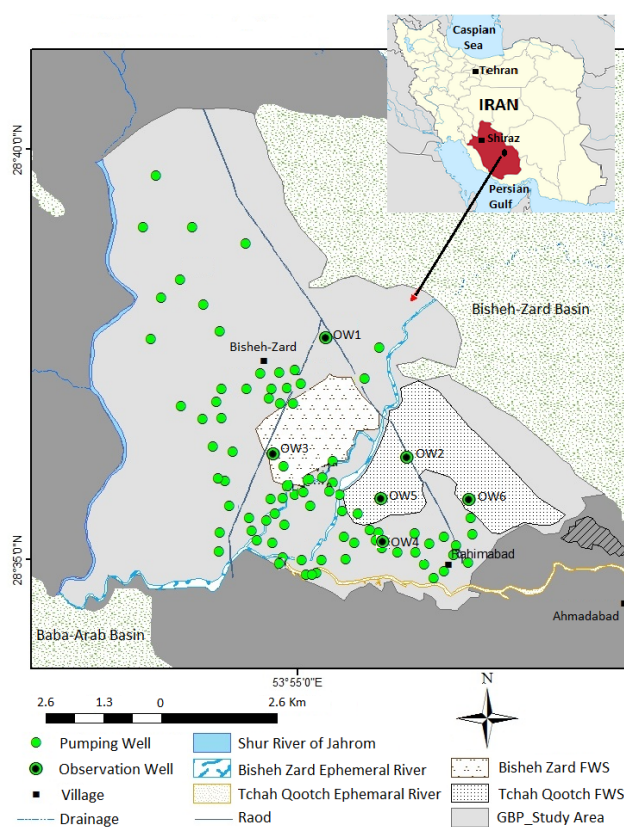 Caspian
Sea
Tehran
IRAN
Shiraz
Persian
Gulf
28°40'N
Bisheh-Zard Basin
OW1
Bisheh-Zard
OW3
OW2
OW5
OW6
OW4
28°35'N
Rahimabad
Ahmadabad
Baba-Arab Basin
53°55'0"E
N
2.6 1.3 0 2.6 Km
Pumping Well
Shur River of Jahrom
Observation Well
Bisheh Zard Ephemeral River
Bisheh Zard FWS
Village
Tchah Qootch Ephemaral River
Tchah Qootch FWS
Drainage
Raod
GBP_Study Area